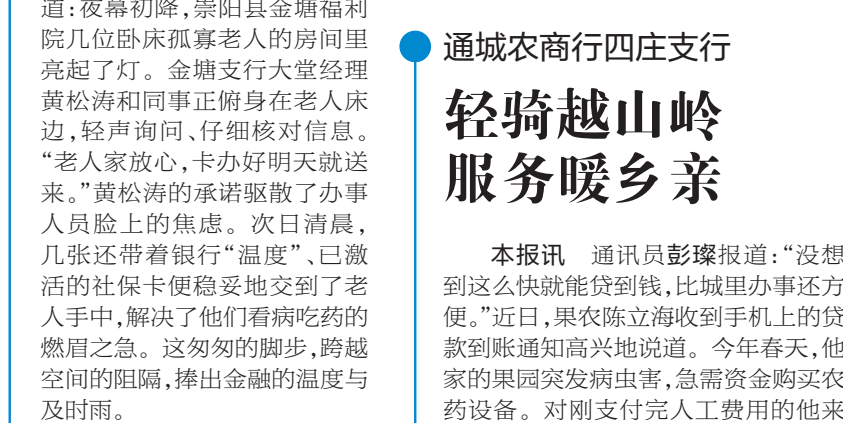 道：夜幕初降，崇阳县金塘福利
院几位卧床孤寡老人的房间里
亮起了灯。金塘支行大堂经理
黄松涛和同事正俯身在老人床
边，轻声询问、仔细核对信息。
“老人家放心，卡办好明天就送
来。”黄松涛的承诺驱散了办事
人员脸上的焦虑。次日清晨，
几张还带着银行“温度”、已激
活的社保卡便稳妥地交到了老
人手中，解决了他们看病吃药的
燃眉之急。这匆匆的脚步，跨越
空间的阻隔，捧出金融的温度与
及时雨。
通城农商行四庄支行
轻骑越山岭
服务暖乡亲
本报讯　通讯员彭璨报道：“没想
到这么快就能贷到钱，比城里办事还方
便。”近日，果农陈立海收到手机上的贷
款到账通知高兴地说道。今年春天，他
家的果园突发病虫害，急需资金购买农
药设备。对刚支付完人工费用的他来